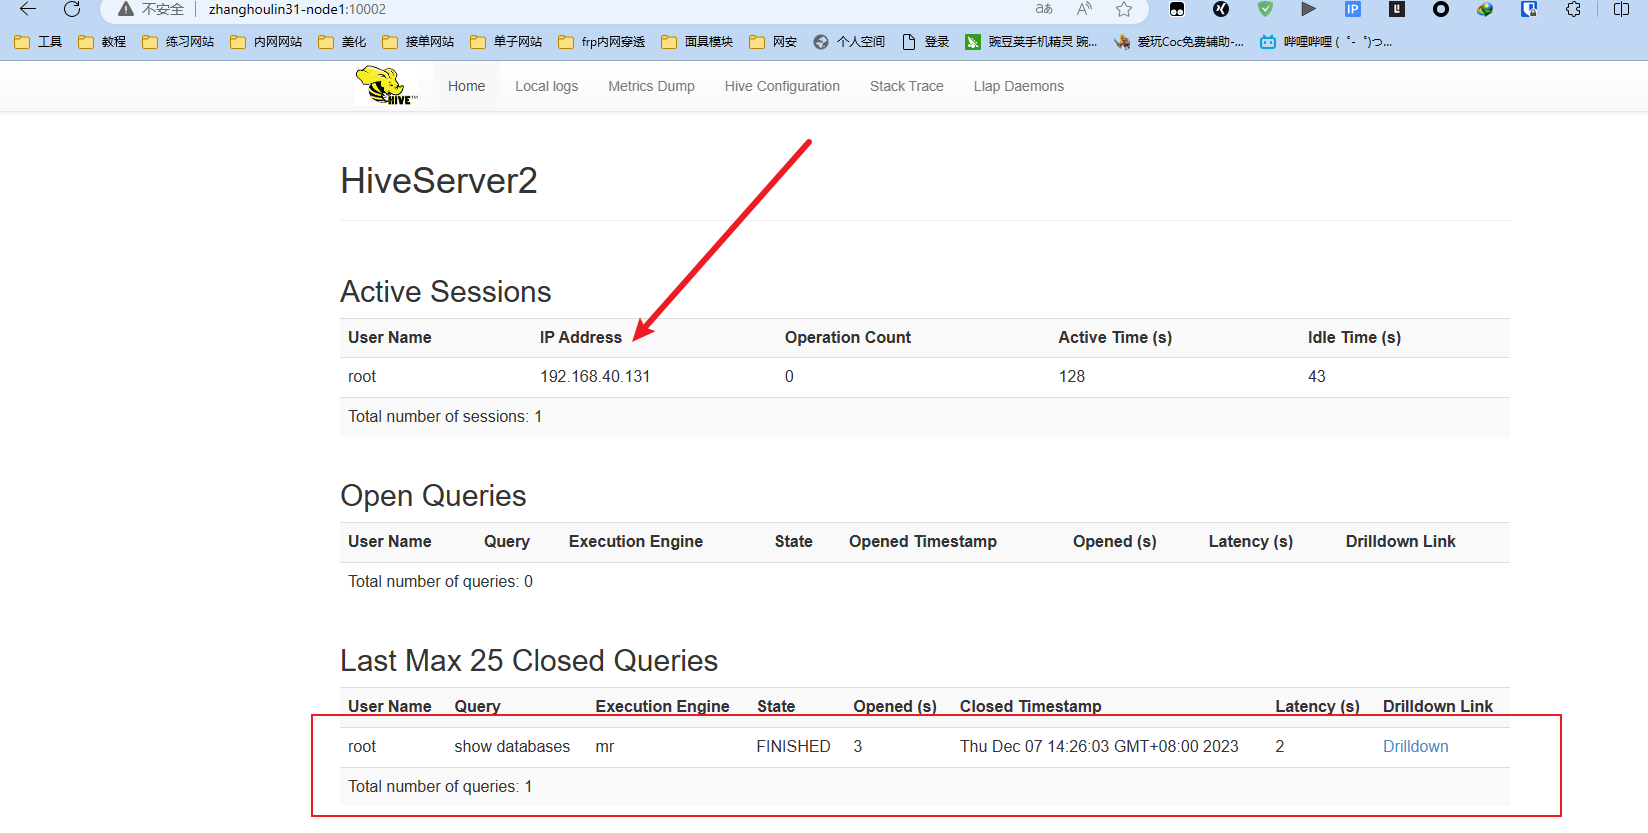 不安全 zhanghoulin31-node1:10002
工具 教程 练习网站 内网网站 美化 接单网站 单子网站 frp内网穿透 面具模块 网安 个人空间 登录 豌豆荚手机精灵 豌... 爱玩Coc免费辅助-... 哔哩哔哩 (゜-゜)つ...
HIVE Home Local logs Metrics Dump Hive Configuration Stack Trace Llap Daemons
HiveServer2
Active Sessions
User Name IP Address Operation Count Active Time (s) Idle Time (s)
root 192.168.40.131 0 128 43
Total number of sessions: 1
Open Queries
User Name Query Execution Engine State Opened Timestamp Opened (s) Latency (s) Drilldown Link
Total number of queries: 0
Last Max 25 Closed Queries
User Name Query Execution Engine State Opened (s) Closed Timestamp Latency (s) Drilldown Link
root show databases mr FINISHED 3 Thu Dec 07 14:26:03 GMT+08:00 2023 2 Drilldown
Total number of queries: 1